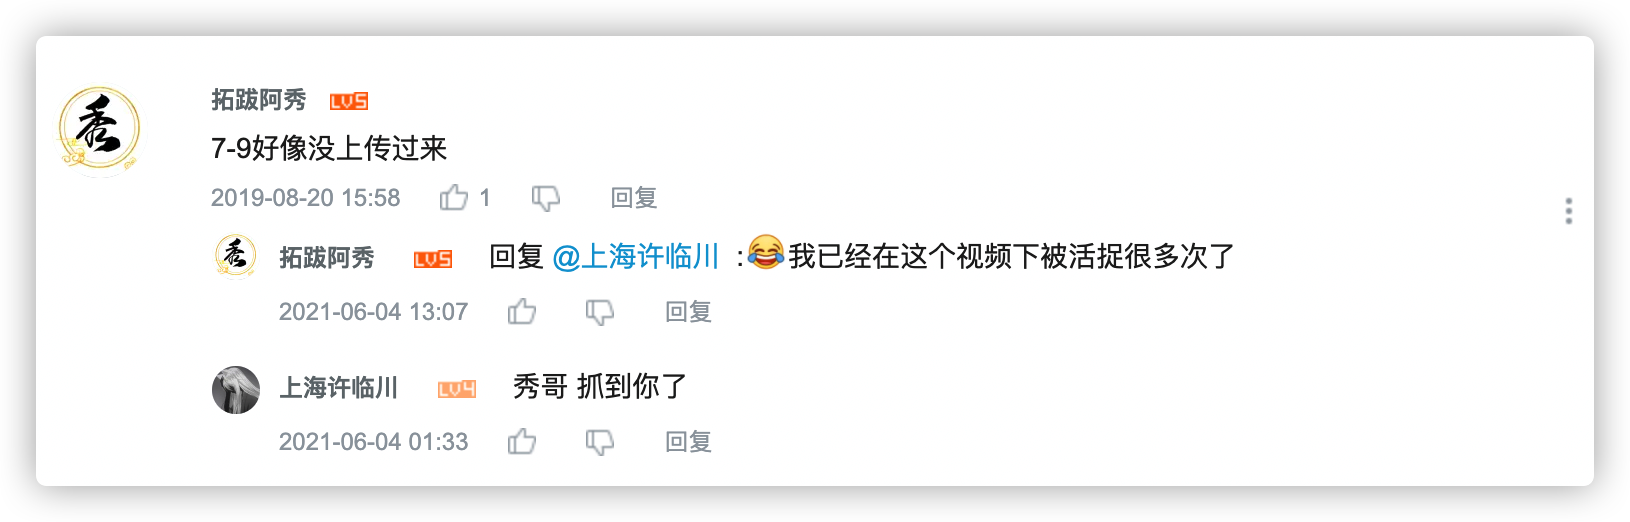 秀
拓跋阿秀 LV5
7-9好像没上传过来
2019-08-20 15:58 1 回复
秀
拓跋阿秀 LV5 回复 @上海许临川 :😂我已经在这个视频下被活捉很多次了
2021-06-04 13:07 回复
上海许临川 LV4 秀哥 抓到你了
2021-06-04 01:33 回复